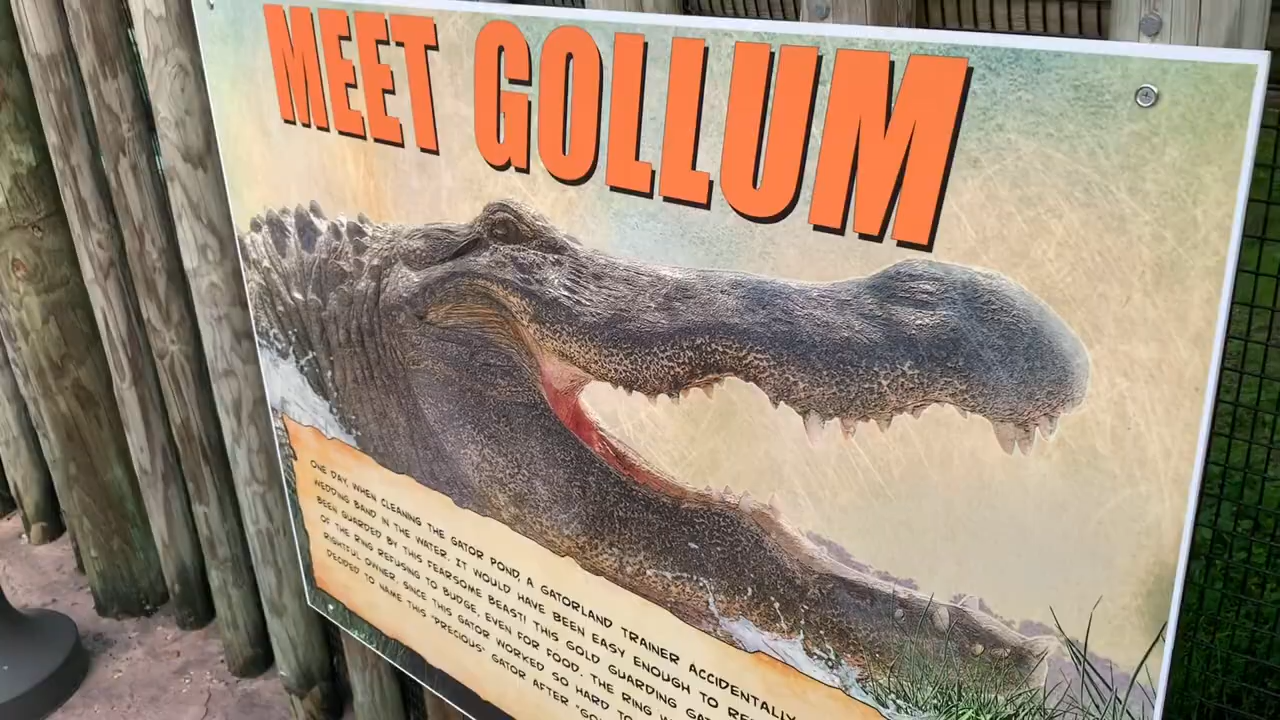 MEET GOLLUM
ONE DAY, WHEN CLEANING THE GATOR POND, A GATORLAND TRAINER ACCIDENTALLY
WEDDING BAND IN THE WATER. IT WOULD HAVE BEEN EASY ENOUGH TO
BEEN GUARDED BY THIS FEARSOME BEAST! THIS GOLD GUARDING
OF THE RING REFUSING TO BUDGE, EVEN FOR FOOD. THE RING
RIGHTFUL OWNER. SINCE THIS GATOR WORKED SO HARD TO
DECIDED TO NAME THIS "PRECIOUS" GATOR AFTER